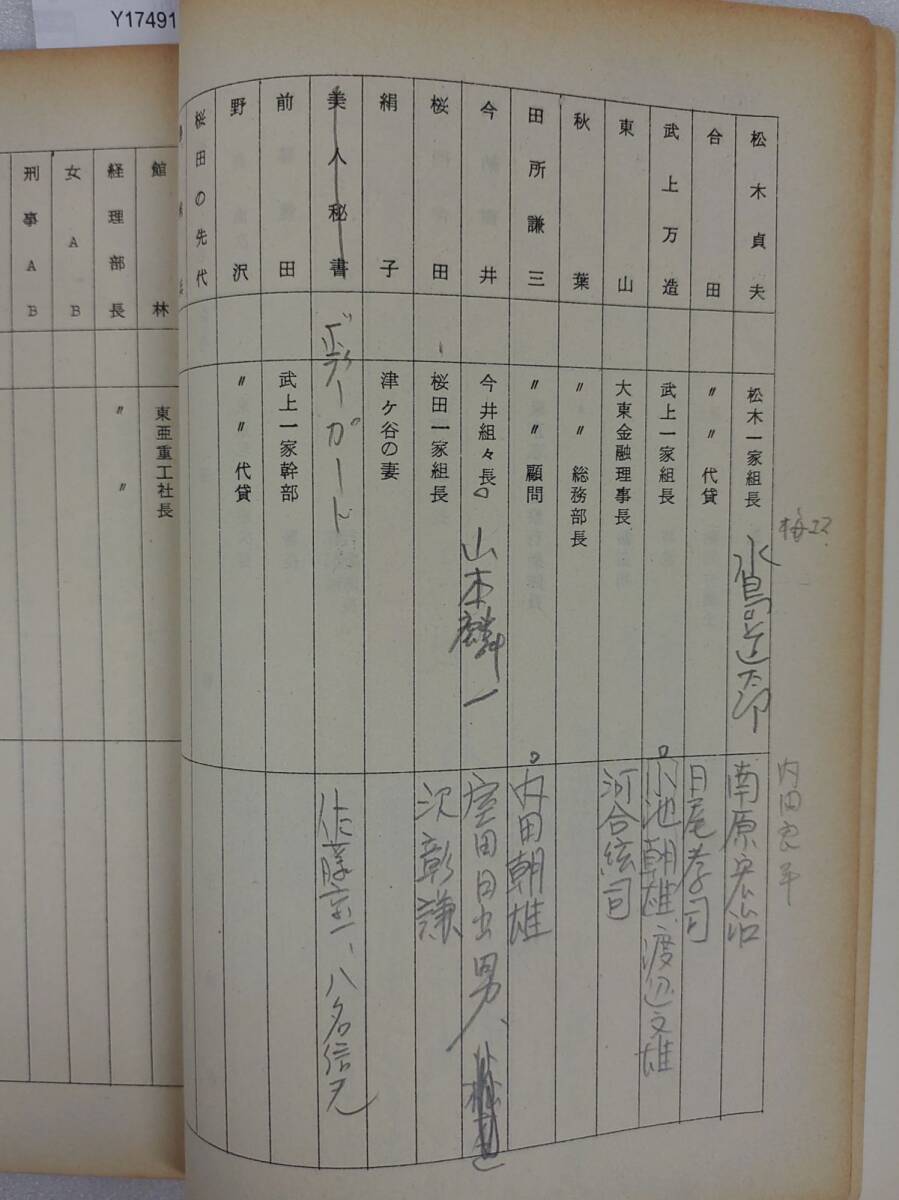 Y17491
松木貞夫 松木一家組長 水島道太郎 南原宏治
合田 〃〃代貸 月尾孝司
武上万造 武上一家組長 小池朝雄、渡辺文雄
東山 大東金融理事長 河合絃司
秋葉 〃〃総務部長
田所謙三 〃〃顧問 内田朝雄
今井 今井組々長 山本麟一 室田日出男、
桜田 桜田一家組長 沢彰謙
絹子 津ケ谷の妻
美人秘書 ボデーガード 佐藤京一、八名信夫
前田 武上一家幹部
野沢 〃〃代貸
桜田の先代
館林 東亜重工社長
経理部長 〃〃
女AB
刑事AB
内田良平